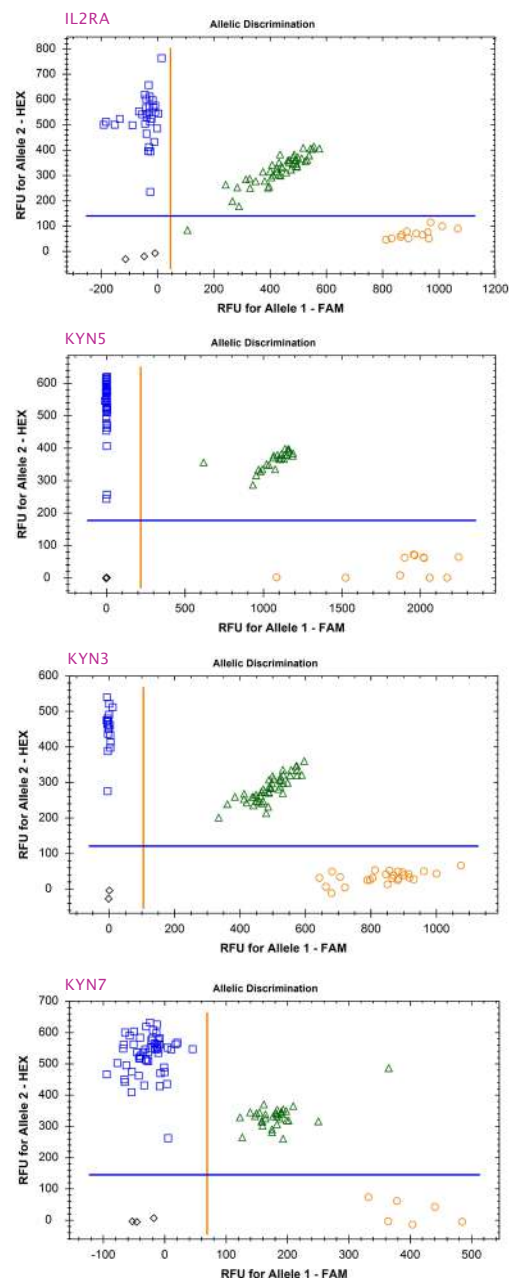 IL2RA
Allelic Discrimination
800
700
600
500
400
300
200
100
0
-200 0 200 400 600 800 1000 1200
RFU for Allele 2 - HEX
RFU for Allele 1 - FAM
KYN5
Allelic Discrimination
600
500
400
300
200
100
0
0 500 1000 1500 2000
RFU for Allele 2 - HEX
RFU for Allele 1 - FAM
KYN3
Allelic Discrimination
600
500
400
300
200
100
0
0 200 400 600 800 1000
RFU for Allele 2 - HEX
RFU for Allele 1 - FAM
KYN7
Allelic Discrimination
700
600
500
400
300
200
100
0
-100 0 100 200 300 400 500
RFU for Allele 2 - HEX
RFU for Allele 1 - FAM